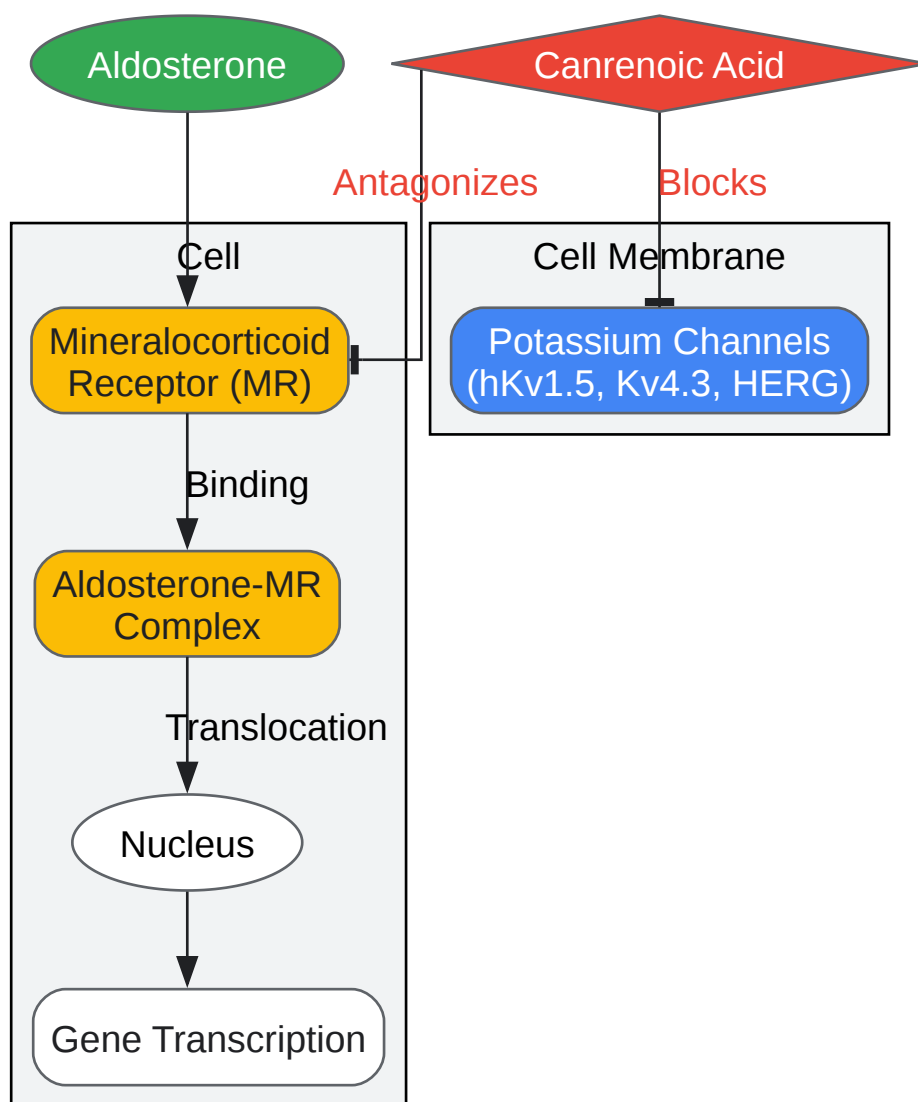 Aldosterone
Canrenoic Acid
Antagonizes
Blocks
Cell
Cell Membrane
Mineralocorticoid
Receptor (MR)
Potassium Channels
(hKv1.5, Kv4.3, HERG)
Binding
Aldosterone-MR
Complex
Translocation
Nucleus
Gene Transcription